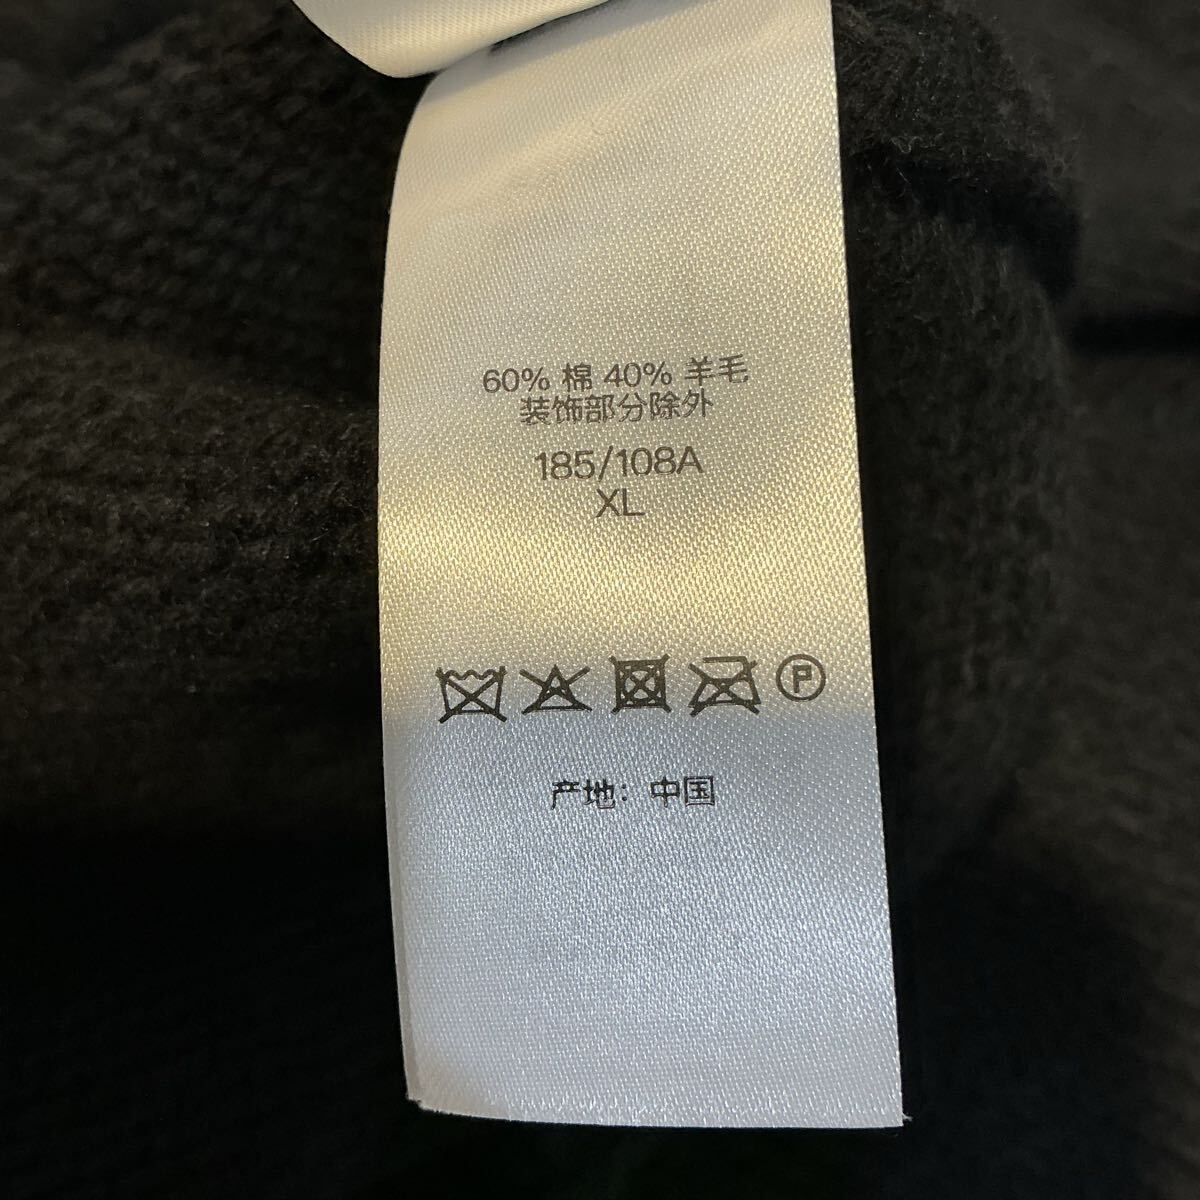 60% 棉 40% 羊毛
装饰部分除外
185/108A
XL
P
产地：中国